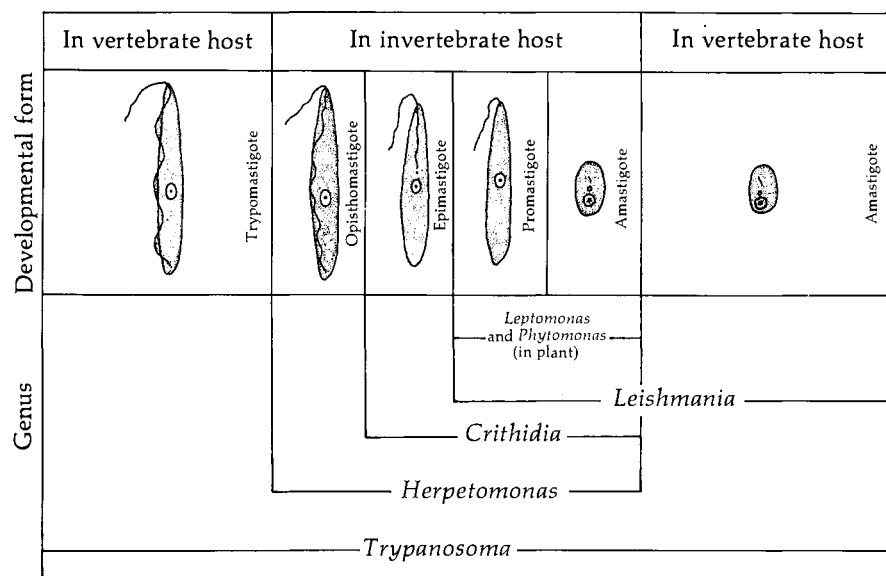 In vertebrate host
In invertebrate host
In vertebrate host
Developmental form
Trypomastigote
Opisthomastigote
Epimastigote
Promastigote
Amastigote
Amastigote
Genus
Leptomonas
and Phytomonas
(in plant)
Leishmania
Crithidia
Herpetomonas
Trypanosoma